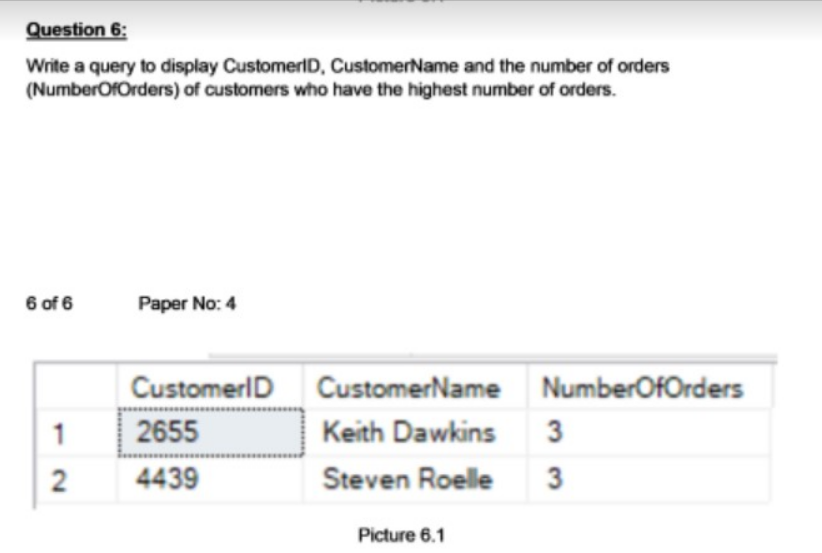 Question 6:
Write a query to display CustomerID, CustomerName and the number of orders
(NumberOfOrders) of customers who have the highest number of orders.
6 of 6 Paper No: 4
CustomerID CustomerName NumberOfOrders
1 2655 Keith Dawkins 3
2 4439 Steven Roelle 3
Picture 6.1